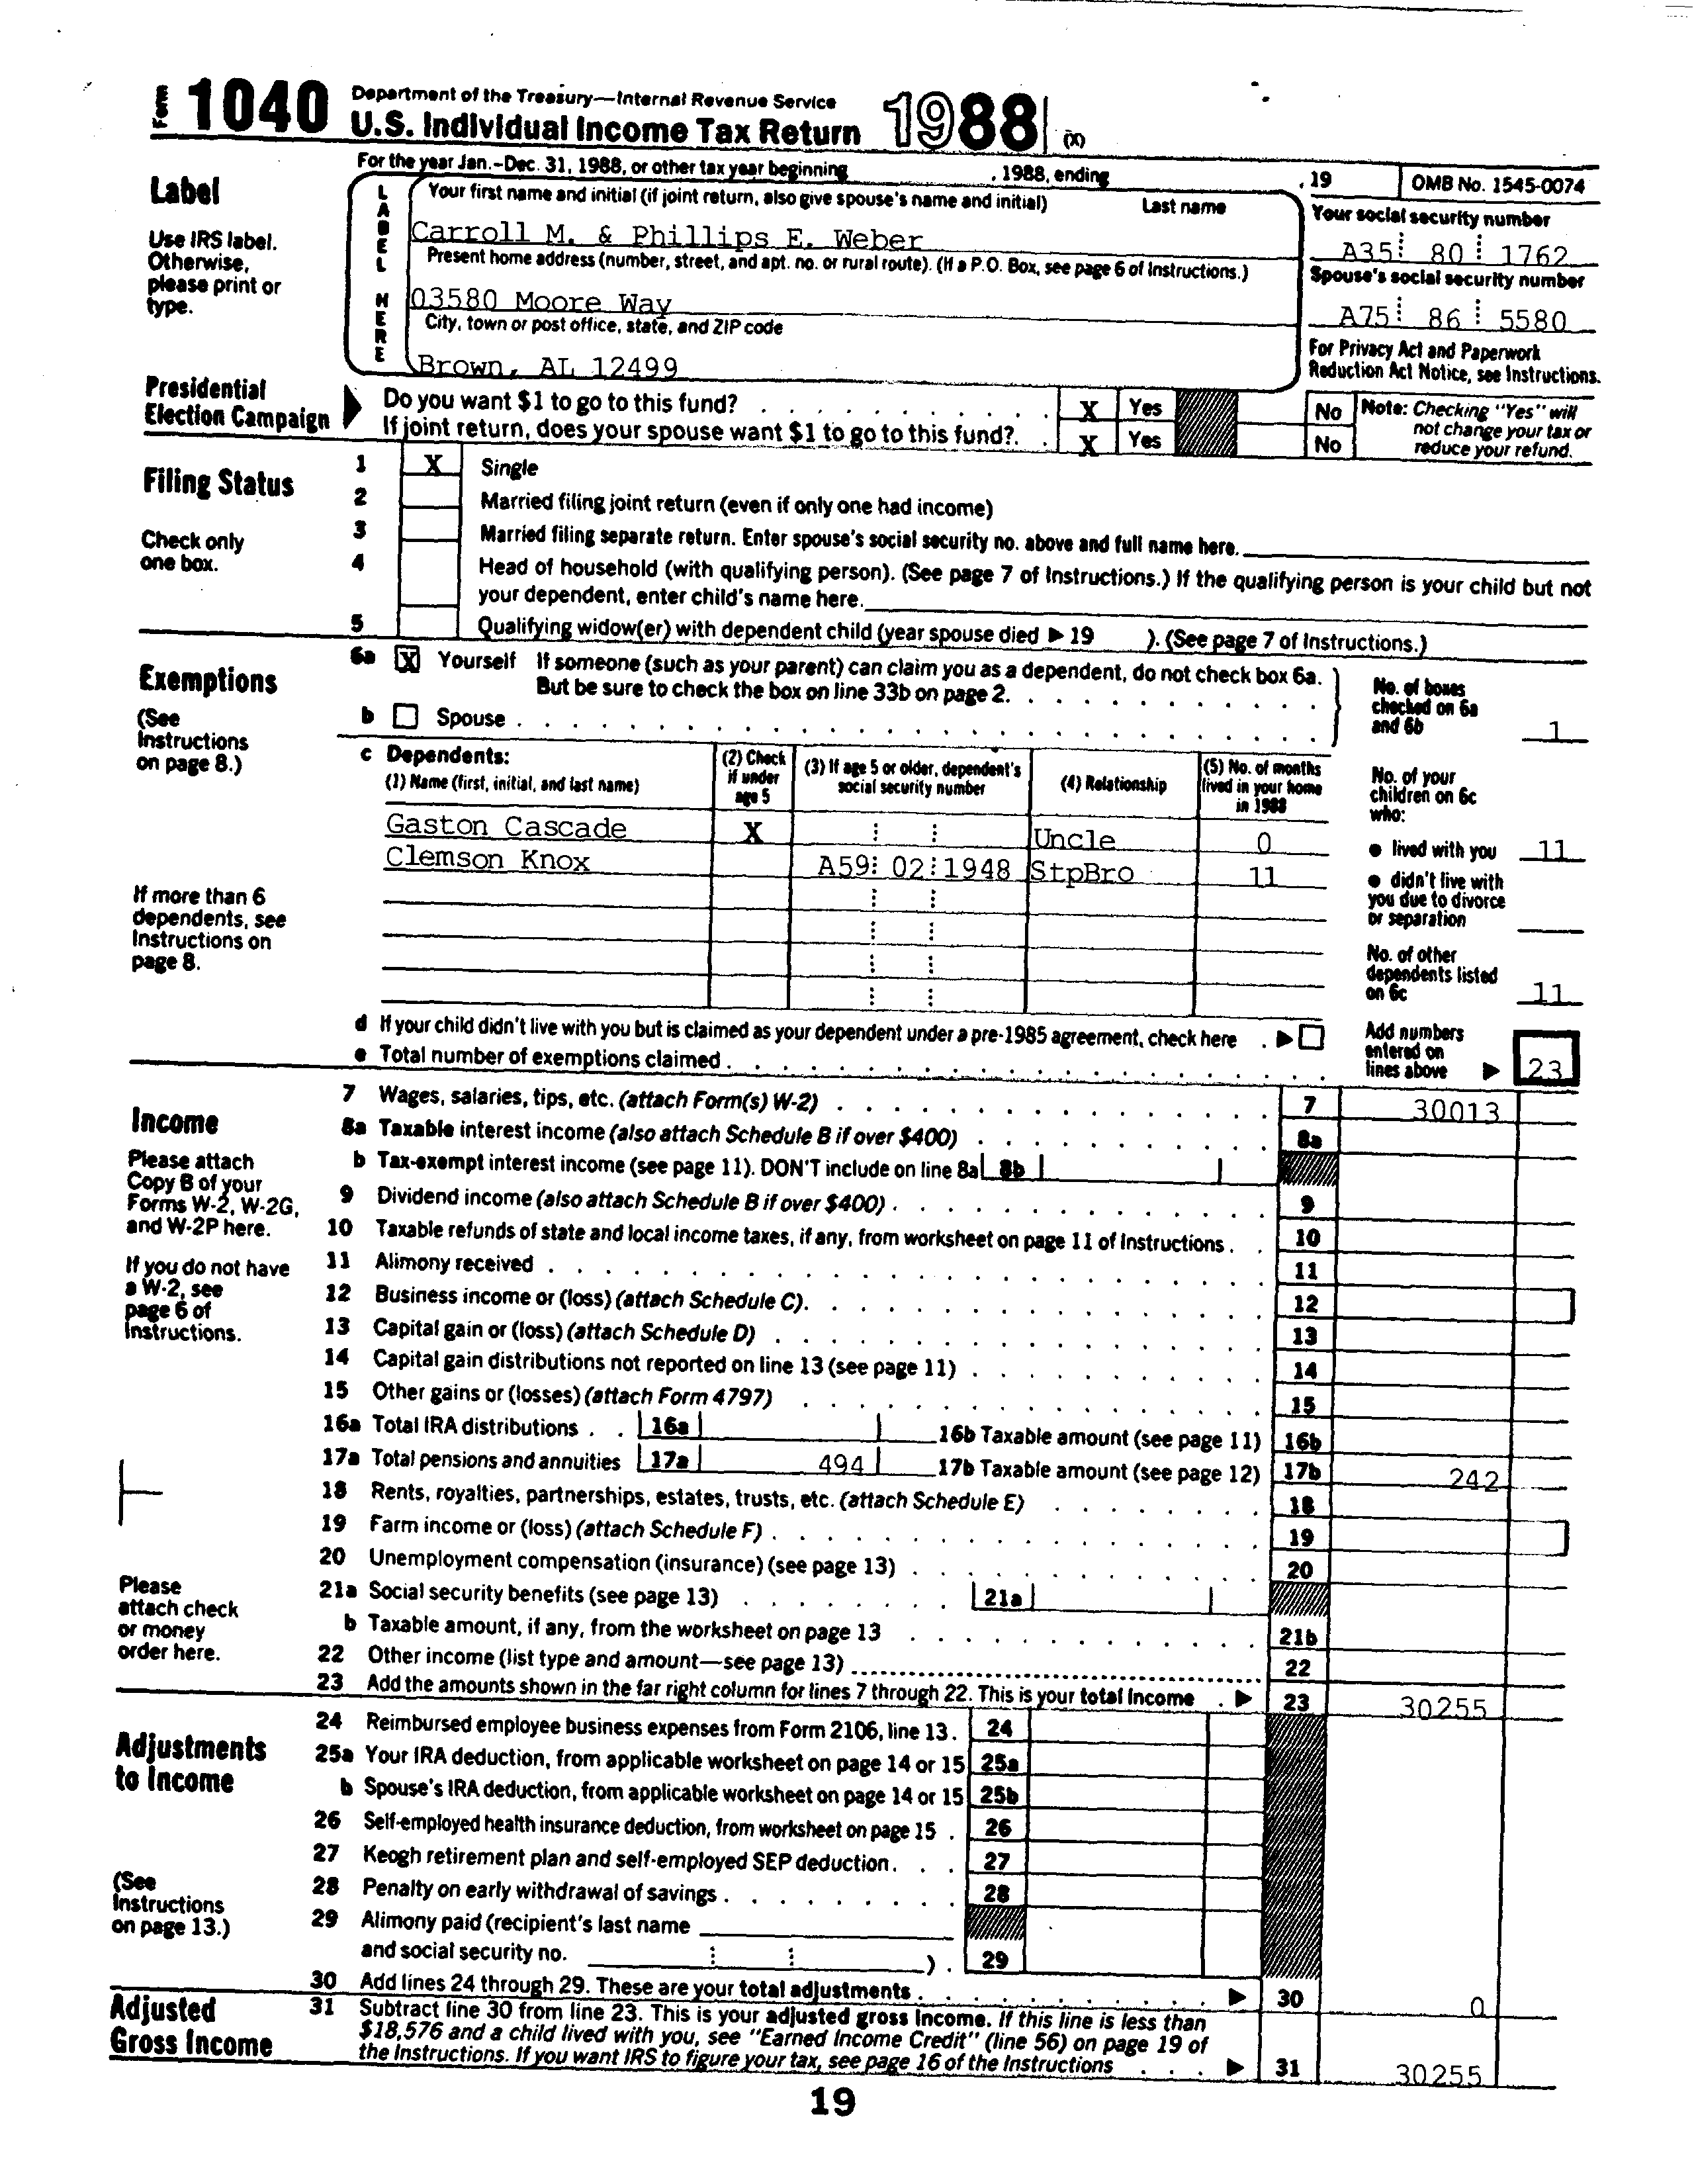 Form 1040 Department of the Treasury—Internal Revenue Service
U.S. Individual Income Tax Return 1988 (X)
For the year Jan.-Dec. 31, 1988, or other tax year beginning , 1988, ending , 19 OMB No. 1545-0074
Label
Use IRS label.
Otherwise,
please print or
type.
LABEL HERE
Your first name and initial (if joint return, also give spouse's name and initial) Last name
Carroll M. & Phillips E. Weber
Present home address (number, street, and apt. no. or rural route). (If a P.O. Box, see page 6 of Instructions.)
03580 Moore Way
City, town or post office, state, and ZIP code
Brown, AL 12499
Your social security number
A35 80 1762
Spouse's social security number
A75 86 5580
For Privacy Act and Paperwork
Reduction Act Notice, see Instructions.
Presidential
Election Campaign
Do you want $1 to go to this fund? X Yes No
If joint return, does your spouse want $1 to go to this fund?. X Yes No
Note: Checking "Yes" will
not change your tax or
reduce your refund.
Filing Status
Check only
one box.
1 X Single
2 Married filing joint return (even if only one had income)
3 Married filing separate return. Enter spouse's social security no. above and full name here.
4 Head of household (with qualifying person). (See page 7 of Instructions.) If the qualifying person is your child but not
your dependent, enter child's name here.
5 Qualifying widow(er) with dependent child (year spouse died ▶ 19 ). (See page 7 of Instructions.)
Exemptions
(See
Instructions
on page 8.)
6a X Yourself If someone (such as your parent) can claim you as a dependent, do not check box 6a.
But be sure to check the box on line 33b on page 2.
b Spouse
No. of boxes
checked on 6a
and 6b 1
c Dependents:
(1) Name (first, initial, and last name)
(2) Check
if under
age 5
(3) If age 5 or older, dependent's
social security number
(4) Relationship
(5) No. of months
lived in your home
in 1988
Gaston Cascade X Uncle 0
Clemson Knox A59 02 1948 StpBro 11
If more than 6
dependents, see
Instructions on
page 8.
No. of your
children on 6c
who:
● lived with you 11
● didn't live with
you due to divorce
or separation
No. of other
dependents listed
on 6c 11
d If your child didn't live with you but is claimed as your dependent under a pre-1985 agreement, check here . ▶
e Total number of exemptions claimed
Add numbers
entered on
lines above ▶ 23
Income
Please attach
Copy B of your
Forms W-2, W-2G,
and W-2P here.
If you do not have
a W-2, see
page 6 of
Instructions.
Please
attach check
or money
order here.
7 Wages, salaries, tips, etc. (attach Form(s) W-2) 7 30013
8a Taxable interest income (also attach Schedule B if over $400) 8a
b Tax-exempt interest income (see page 11). DON'T include on line 8a 8b
9 Dividend income (also attach Schedule B if over $400) 9
10 Taxable refunds of state and local income taxes, if any, from worksheet on page 11 of Instructions 10
11 Alimony received 11
12 Business income or (loss) (attach Schedule C). 12
13 Capital gain or (loss) (attach Schedule D) 13
14 Capital gain distributions not reported on line 13 (see page 11) 14
15 Other gains or (losses) (attach Form 4797) 15
16a Total IRA distributions 16a 16b Taxable amount (see page 11) 16b
17a Total pensions and annuities 17a 494 17b Taxable amount (see page 12) 17b 242
18 Rents, royalties, partnerships, estates, trusts, etc. (attach Schedule E) 18
19 Farm income or (loss) (attach Schedule F) 19
20 Unemployment compensation (insurance) (see page 13) 20
21a Social security benefits (see page 13) 21a
b Taxable amount, if any, from the worksheet on page 13 21b
22 Other income (list type and amount—see page 13) 22
23 Add the amounts shown in the far right column for lines 7 through 22. This is your total income . ▶ 23 30255
Adjustments
to Income
(See
Instructions
on page 13.)
24 Reimbursed employee business expenses from Form 2106, line 13 . 24
25a Your IRA deduction, from applicable worksheet on page 14 or 15 25a
b Spouse's IRA deduction, from applicable worksheet on page 14 or 15 25b
26 Self-employed health insurance deduction, from worksheet on page 15 . 26
27 Keogh retirement plan and self-employed SEP deduction 27
28 Penalty on early withdrawal of savings 28
29 Alimony paid (recipient's last name
and social security no. ) . 29
30 Add lines 24 through 29. These are your total adjustments ▶ 30 0
Adjusted
Gross Income
31 Subtract line 30 from line 23. This is your adjusted gross income. If this line is less than
$18,576 and a child lived with you, see "Earned Income Credit" (line 56) on page 19 of
the Instructions. If you want IRS to figure your tax, see page 16 of the Instructions ▶ 31 30255
19